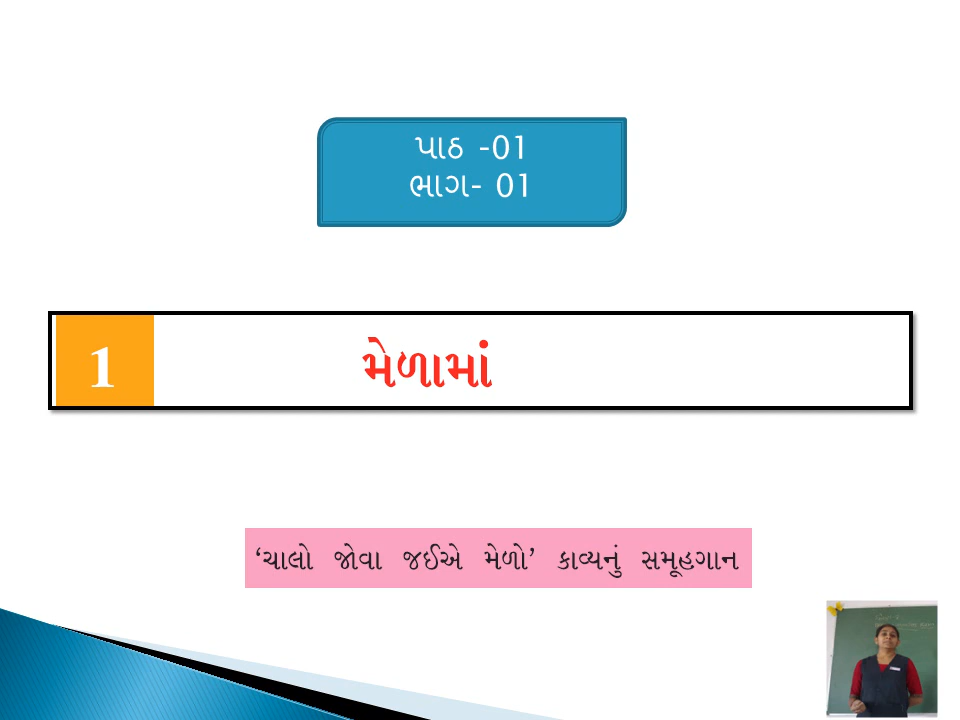 પાઠ -01
ભાગ- 01
1 મેળામાં
‘ચાલો જોવા જઈએ મેળો’ કાવ્યનું સમૂહગાન